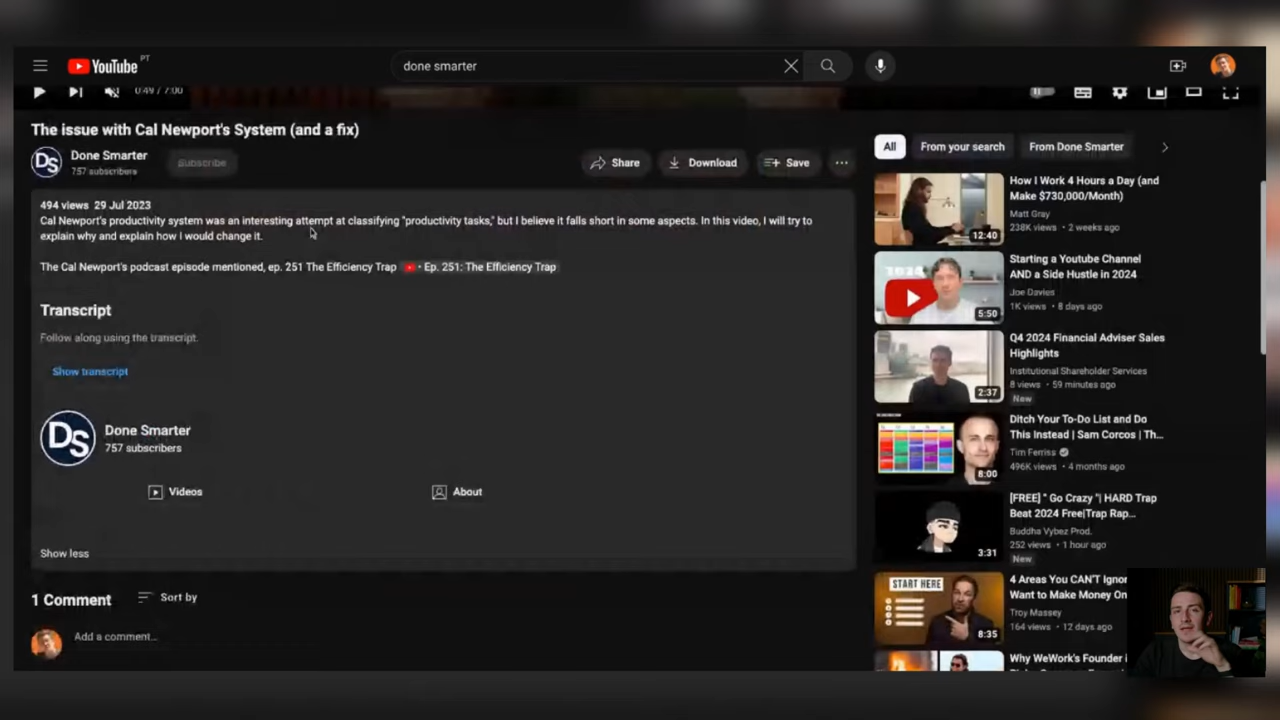 YouTube PT
done smarter
0:49 / 7:00
The issue with Cal Newport's System (and a fix)
DS
Done Smarter
757 subscribers
Subscribe
Share
Download
Save
494 views 29 Jul 2023
Cal Newport's productivity system was an interesting attempt at classifying "productivity tasks," but I believe it falls short in some aspects. In this video, I will try to
explain why and explain how I would change it.
The Cal Newport's podcast episode mentioned, ep. 251 The Efficiency Trap • Ep. 251: The Efficiency Trap
Transcript
Follow along using the transcript.
Show transcript
DS
Done Smarter
757 subscribers
Videos
About
Show less
1 Comment
Sort by
Add a comment...
All
From your search
From Done Smarter
12:40
How I Work 4 Hours a Day (and
Make $730,000/Month)
Matt Gray
238K views • 2 weeks ago
5:50
Starting a Youtube Channel
AND a Side Hustle in 2024
Joe Davies
1K views • 8 days ago
2:37
Q4 2024 Financial Adviser Sales
Highlights
Institutional Shareholder Services
8 views • 59 minutes ago
New
8:00
Ditch Your To-Do List and Do
This Instead | Sam Corcos | Th...
Tim Ferriss
496K views • 4 months ago
3:31
[FREE] " Go Crazy "| HARD Trap
Beat 2024 Free|Trap Rap...
Buddha Vybez Prod.
252 views • 1 hour ago
New
START HERE
8:35
4 Areas You CAN'T Ignor
Want to Make Money On
Troy Massey
164 views • 12 days ago
Why WeWork's Founder i